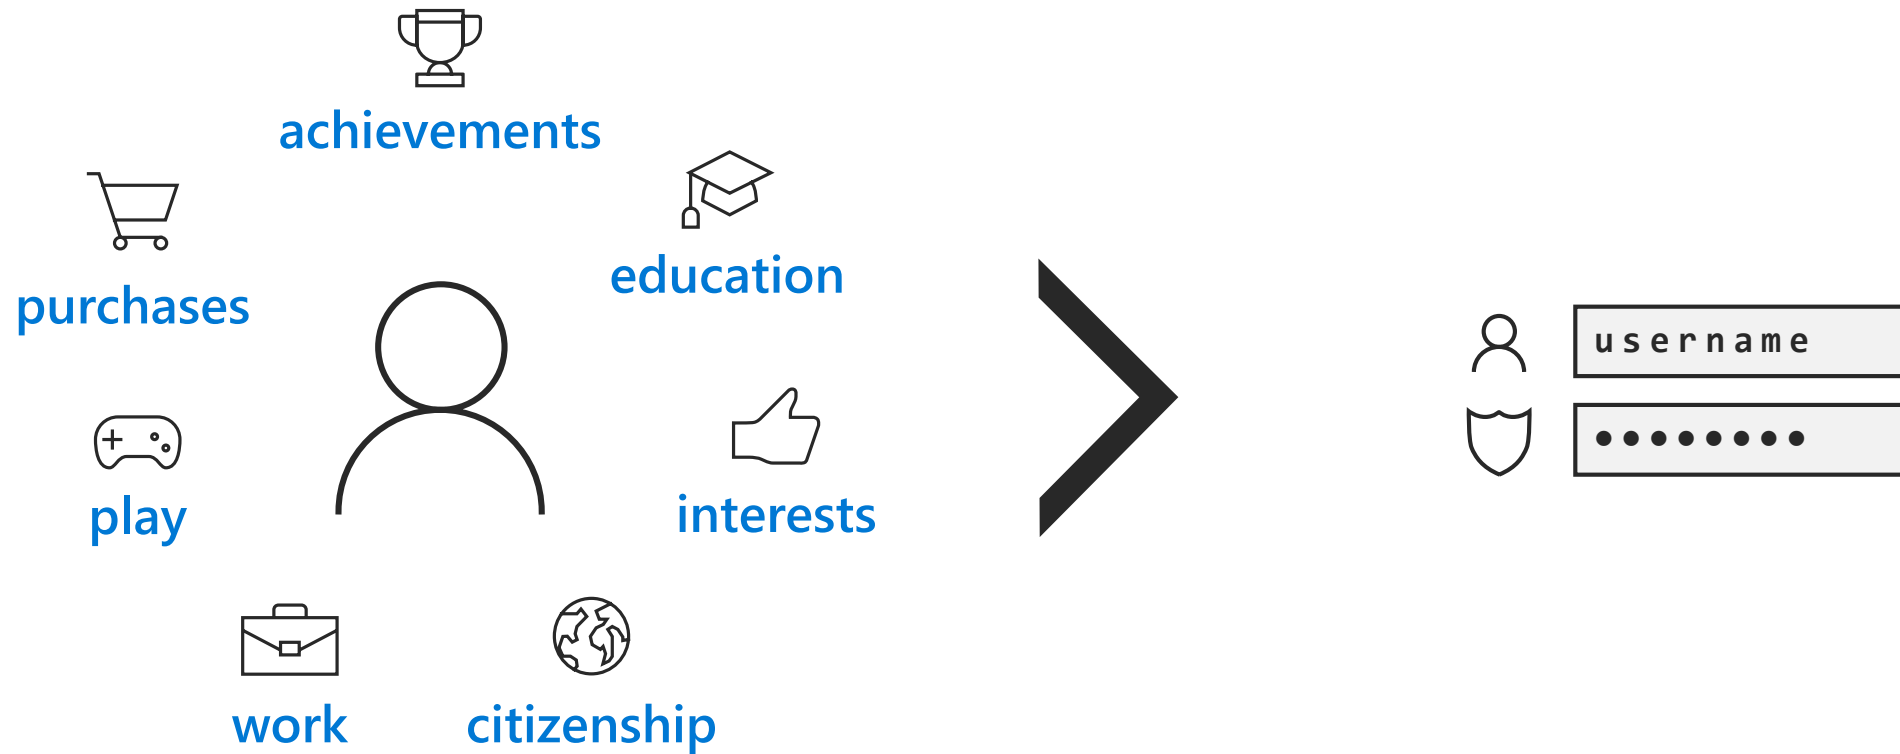 achievements
education
purchases
username
••••••••
play
interests
work
citizenship